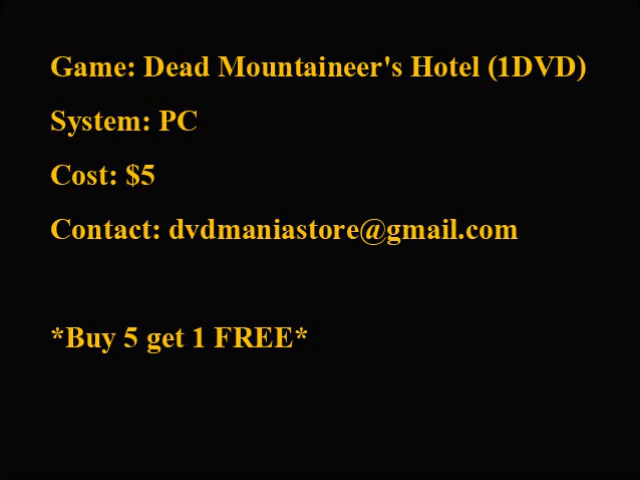 Game: Dead Mountaineer's Hotel (1DVD)
System: PC
Cost: $5
Contact: dvdmaniastore@gmail.com
*Buy 5 get 1 FREE*